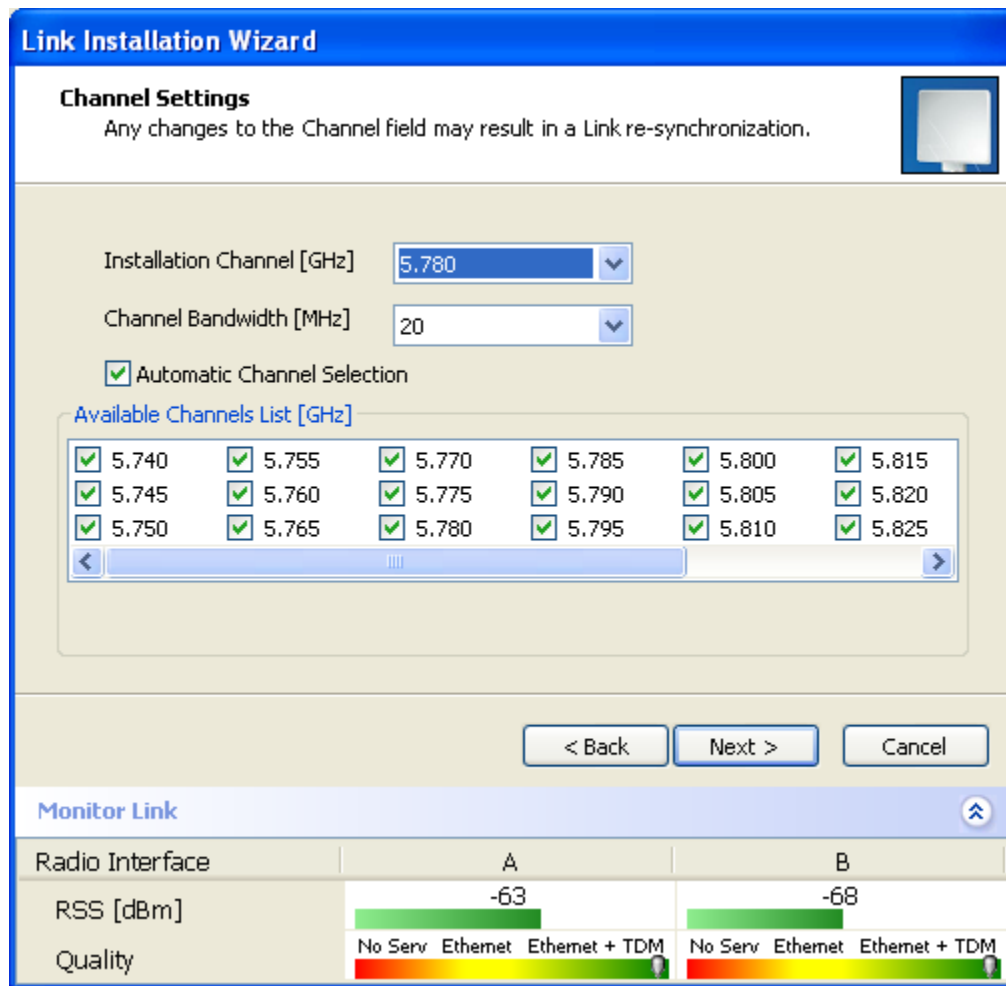 Link Installation Wizard
Channel Settings
Any changes to the Channel field may result in a Link re-synchronization.
Installation Channel [GHz] 5.780
Channel Bandwidth [MHz] 20
Automatic Channel Selection
Available Channels List [GHz]
5.740 5.755 5.770 5.785 5.800 5.815
5.745 5.760 5.775 5.790 5.805 5.820
5.750 5.765 5.780 5.795 5.810 5.825
< Back Next > Cancel
Monitor Link
Radio Interface A B
RSS [dBm] -63 -68
Quality No Serv Ethernet Ethernet + TDM No Serv Ethernet Ethernet + TDM